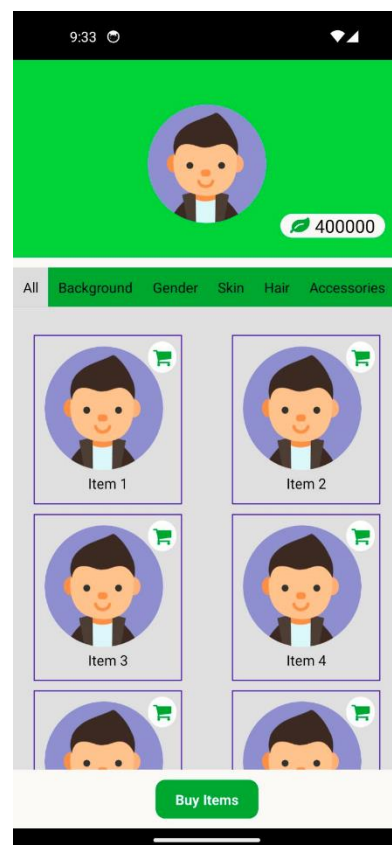 9:33
400000
All Background Gender Skin Hair Accessories
Item 1 Item 2
Item 3 Item 4
Buy Items